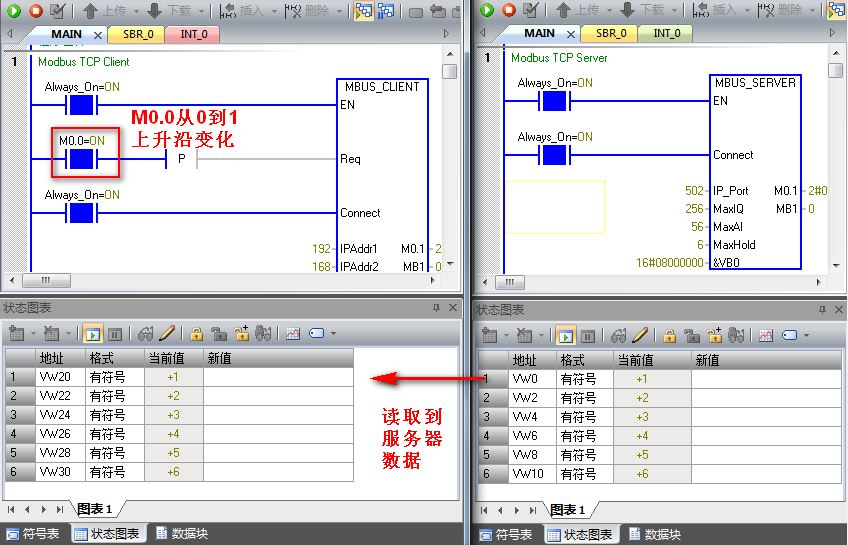 上传 下载 插入 删除
MAIN SBR_0 INT_0
1 Modbus TCP Client
Always_On=ON
MBUS_CLIENT
EN
M0.0从0到1
上升沿变化
M0.0=ON
P
Req
Always_On=ON
Connect
192 IPAddr1 M0.1 2
168 IPAddr2 MB1 0
状态图表
地址 格式 当前值 新值
1 VW20 有符号 +1
2 VW22 有符号 +2
3 VW24 有符号 +3
4 VW26 有符号 +4
5 VW28 有符号 +5
6 VW30 有符号 +6
图表 1
符号表 状态图表 数据块
上传 下载 插入 删除
MAIN SBR_0 INT_0
1 Modbus TCP Server
Always_On=ON
MBUS_SERVER
EN
Always_On=ON
Connect
502 IP_Port M0.1 2#0
256 MaxIQ MB1 0
56 MaxAI
6 MaxHold
16#08000000 &VB0
状态图表
地址 格式 当前值 新值
1 VW0 有符号 +1
2 VW2 有符号 +2
3 VW4 有符号 +3
4 VW6 有符号 +4
5 VW8 有符号 +5
6 VW10 有符号 +6
图表 1
符号表 状态图表 数据块
读取到
服务器
数据